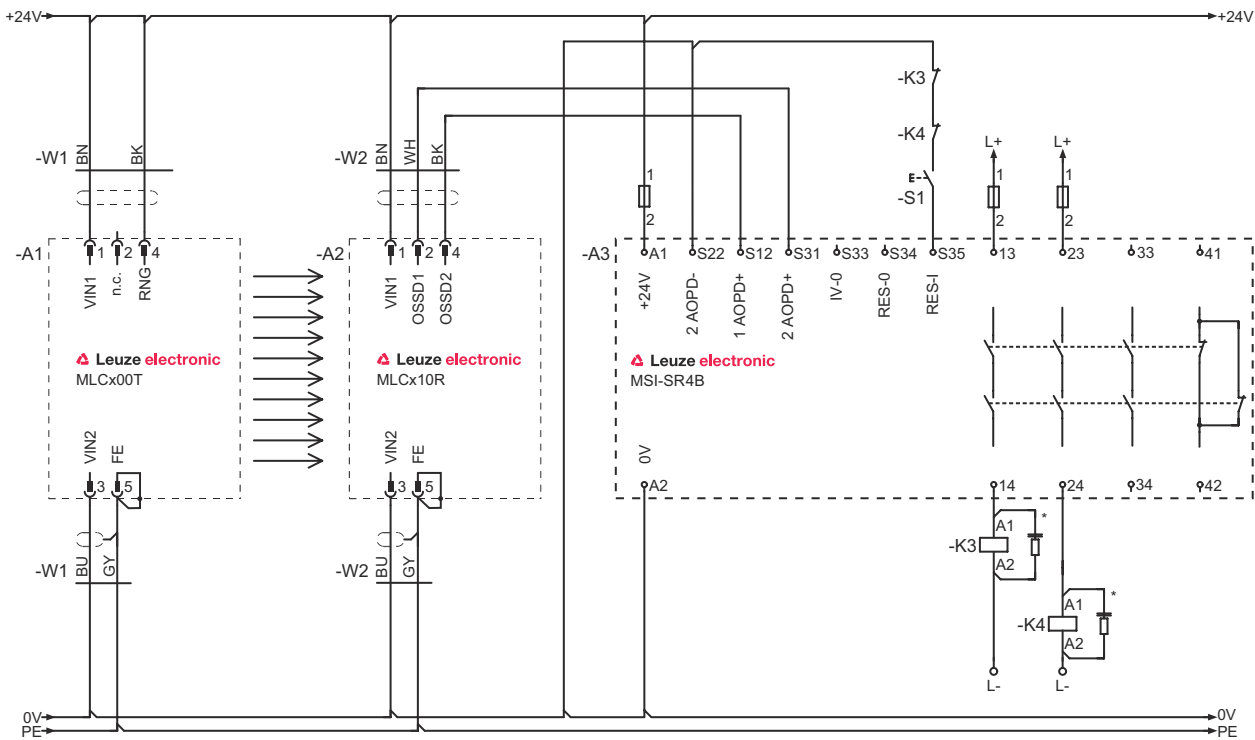 +24V
+24V
-K3
-K4
-S1
L+
L+
-W1
BN
BK
-W2
BN
WH
BK
1
2
1
2
1
2
-A1
1
2
4
-A2
1
2
4
-A3
A1
S22
S12
S31
S33
S34
S35
13
23
33
41
VIN1
n.c.
RNG
VIN1
OSSD1
OSSD2
+24V
2 AOPD-
1 AOPD+
2 AOPD+
IV-0
RES-0
RES-I
Leuze electronic
MLCx00T
Leuze electronic
MLCx10R
Leuze electronic
MSI-SR4B
VIN2
FE
VIN2
FE
0V
3
5
3
5
A2
14
24
34
42
-W1
BU
GY
-W2
BU
GY
-K3
A1
A2
*
-K4
A1
A2
*
L-
L-
0V
0V
PE
PE